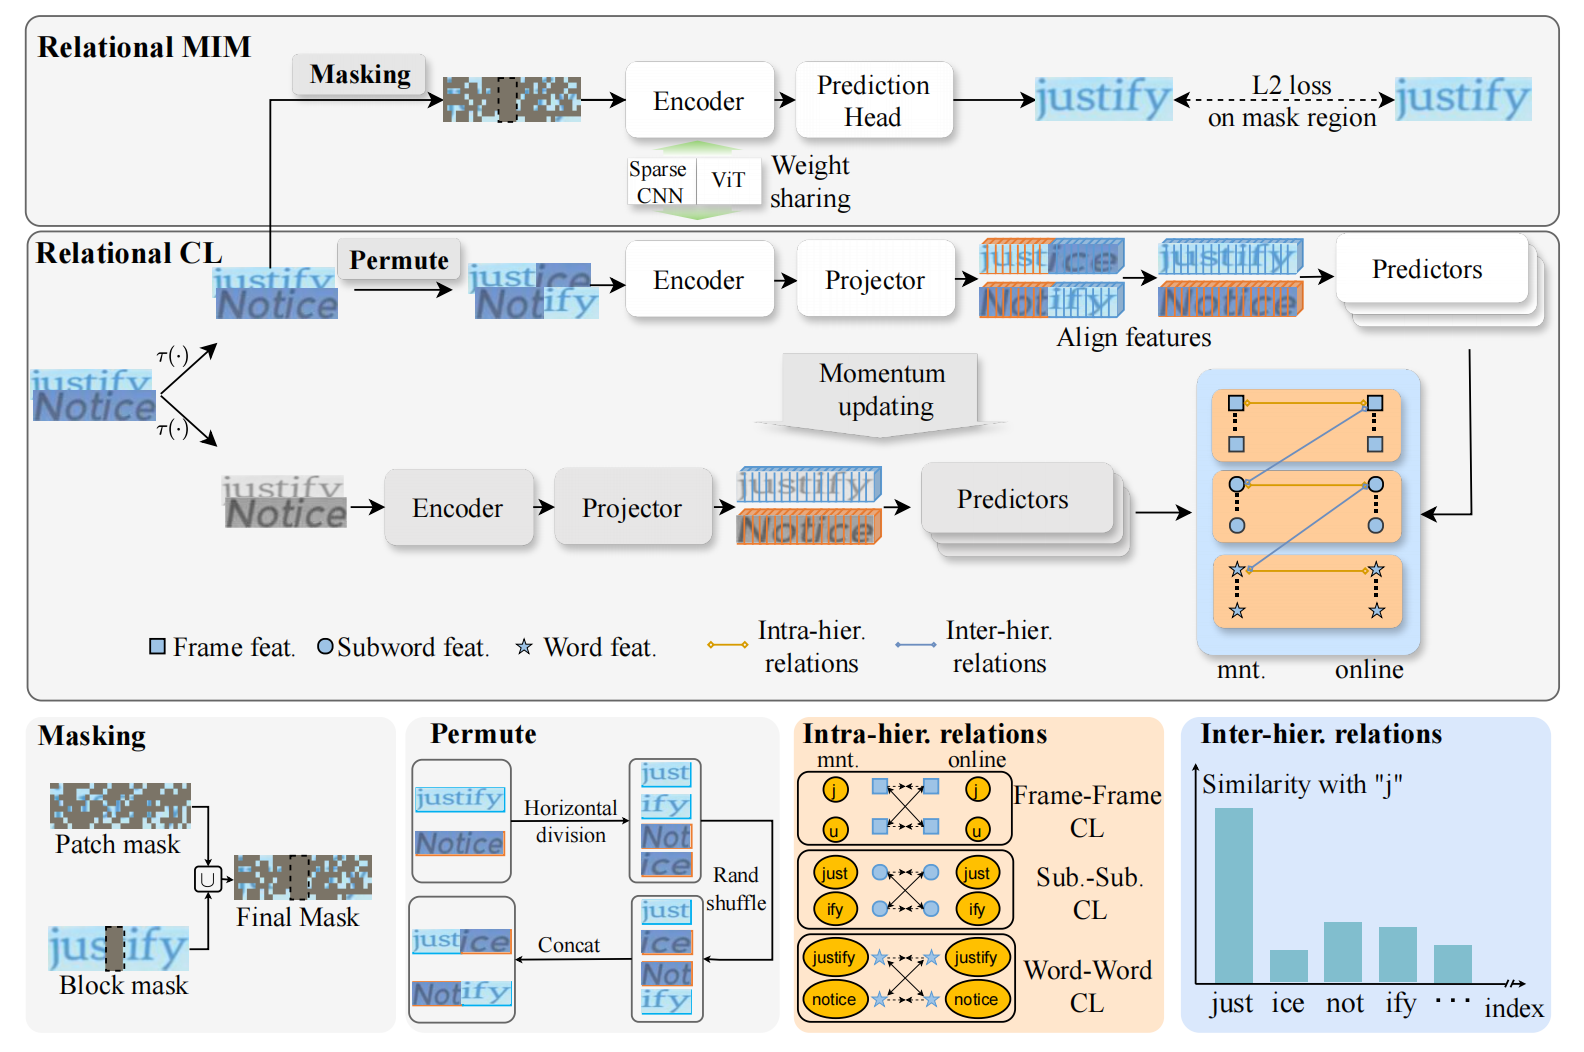 Relational MIM
Masking
Encoder
Prediction
Head
justify
L2 loss
on mask region
justify
Sparse
CNN
ViT
Weight
sharing
Relational CL
justify
Notice
Permute
justice
Notify
Encoder
Projector
justice
Notify
justify
Notice
Align features
Predictors
τ(·)
justify
Notice
τ(·)
Momentum
updating
justify
Notice
Encoder
Projector
justify
Notice
Predictors
Frame feat.
Subword feat.
Word feat.
Intra-hier.
relations
Inter-hier.
relations
mnt.
online
Masking
Patch mask
∪
Final Mask
justify
Block mask
Permute
justify
Notice
Horizontal
division
just
ify
Not
ice
Rand
shuffle
just
ice
Not
ify
Concat
justice
Notify
Intra-hier. relations
mnt.
online
j
j
u
u
Frame-Frame
CL
just
just
ify
ify
Sub.-Sub.
CL
justify
justify
notice
notice
Word-Word
CL
Inter-hier. relations
Similarity with "j"
just ice not ify ··· index